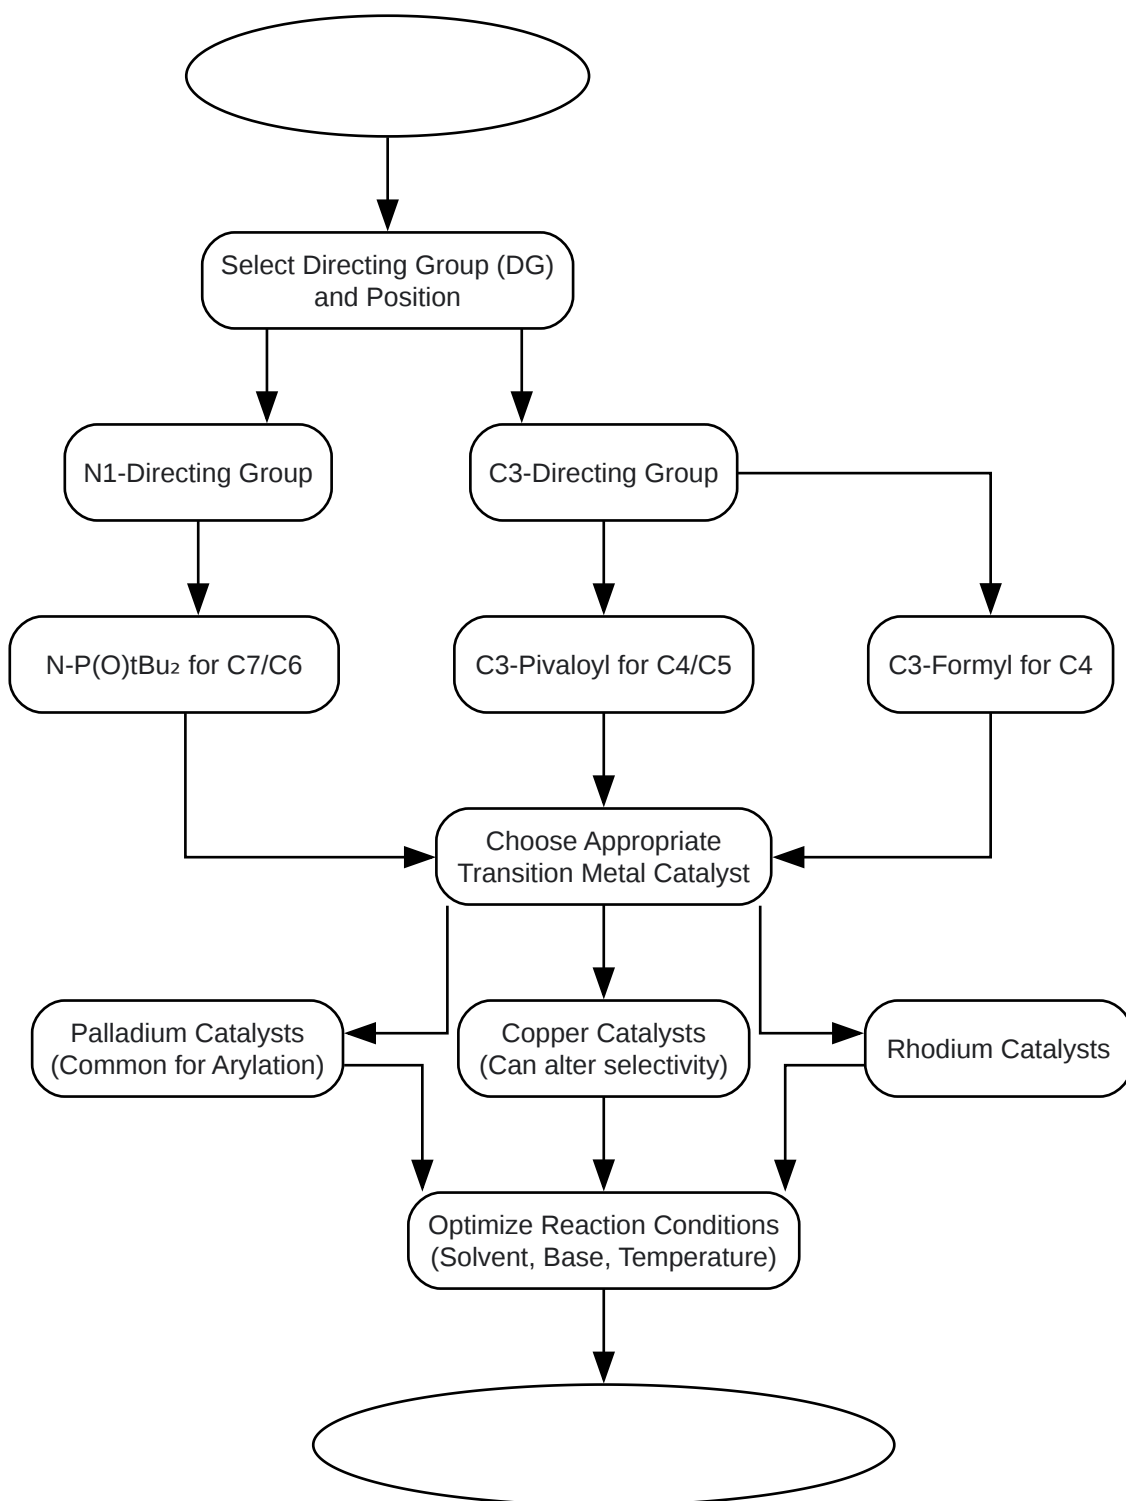 Select Directing Group (DG)
and Position
N1-Directing Group
C3-Directing Group
N-P(O)tBu₂ for C7/C6
C3-Pivaloyl for C4/C5
C3-Formyl for C4
Choose Appropriate
Transition Metal Catalyst
Palladium Catalysts
(Common for Arylation)
Copper Catalysts
(Can alter selectivity)
Rhodium Catalysts
Optimize Reaction Conditions
(Solvent, Base, Temperature)